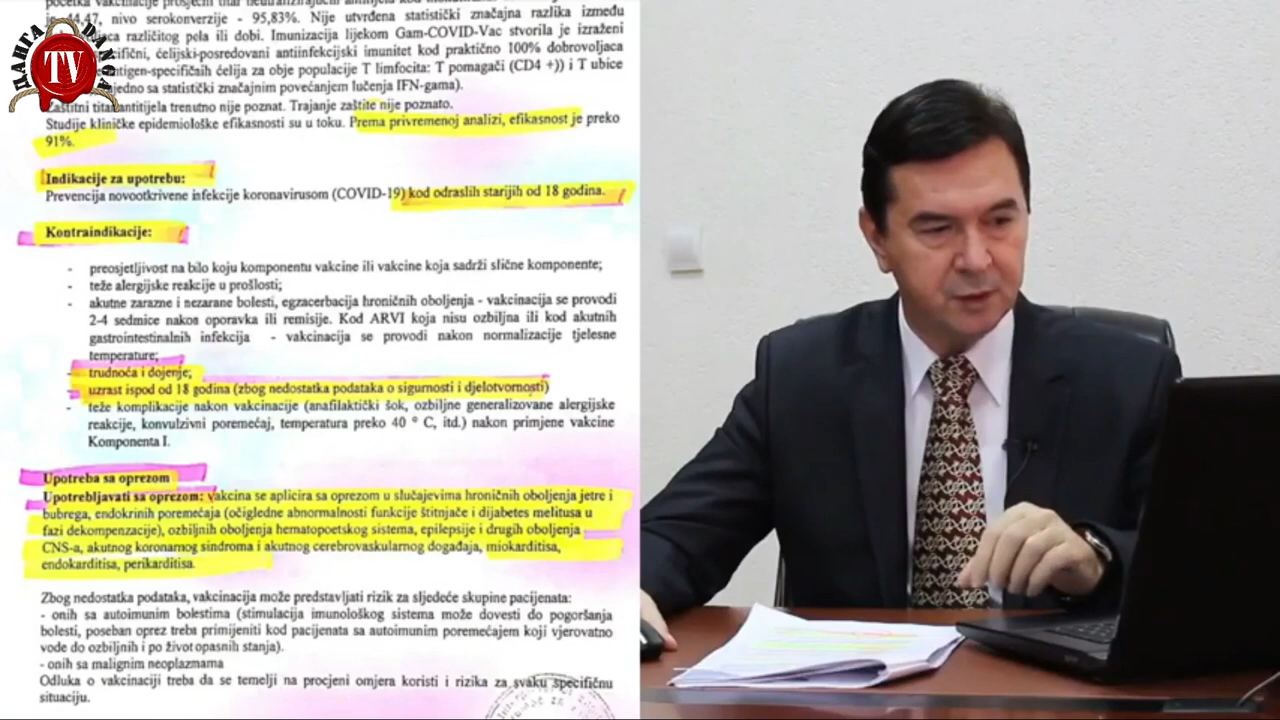 ПАНГА
DANGA
TV
44,47, nivo serokonverzije - 95,83%. Nije utvrđena statistički značajna razlika između
različitog pola ili dobi. Imunizacija lijekom Gam-COVID-Vac stvorila je izraženi
ćelijski-posredovani antiinfekcijski imunitet kod praktično 100% dobrovoljaca
ćelija za obje populacije T limfocita: T pomagači (CD4 +)) i T ubice
sa statistički značajnim povećanjem lučenja IFN-gama).
Zaštitni titar antitijela trenutno nije poznat. Trajanje zaštite nije poznato.
Studije kliničke epidemiološke efikasnosti su u toku. Prema privremenoj analizi, efikasnost je preko
91%.
Indikacije za upotrebu:
Prevencija novootkrivene infekcije koronavirusom (COVID-19) kod odraslih starijih od 18 godina.
Kontraindikacije:
- preosjetljivost na bilo koju komponentu vakcine ili vakcine koja sadrži slične komponente;
- teže alergijske reakcije u prošlosti;
- akutne zarazne i nezarane bolesti, egzacerbacija hroničnih oboljenja - vakcinacija se provodi
2-4 sedmice nakon oporavka ili remisije. Kod ARVI koja nisu ozbiljna ili kod akutnih
gastrointestinalnih infekcija - vakcinacija se provodi nakon normalizacije tjelesne
temperature;
- trudnoća i dojenje;
- uzrast ispod od 18 godina (zbog nedostatka podataka o sigurnosti i djelotvornosti)
- teže komplikacije nakon vakcinacije (anafilaktički šok, ozbiljne generalizovane alergijske
reakcije, konvulzivni poremećaj, temperatura preko 40 ° C, itd.) nakon primjene vakcine
Komponenta I.
Upotreba sa oprezom
Upotrebljavati sa oprezom: vakcina se aplicira sa oprezom u slučajevima hroničnih oboljenja jetre i
bubrega, endokrinih poremećaja (očigledne abnormalnosti funkcije štitnjače i dijabetes melitusa u
fazi dekompenzacije), ozbiljnih oboljenja hematopoetskog sistema, epilepsije i drugih oboljenja
CNS-a, akutnog koronarnog sindroma i akutnog cerebrovaskularnog događaja, miokarditisa,
endokarditisa, perikarditisa.
Zbog nedostatka podataka, vakcinacija može predstavljati rizik za sljedeće skupine pacijenata:
- onih sa autoimunim bolestima (stimulacija imunološkog sistema može dovesti do pogoršanja
bolesti, poseban oprez treba primijeniti kod pacijenata sa autoimunim poremećajem koji vjerovatno
vode do ozbiljnih i po život opasnih stanja).
- onih sa malignim neoplazmama
Odluka o vakcinaciji treba da se temelji na procjeni omjera koristi i rizika za svaku specifičnu
situaciju.